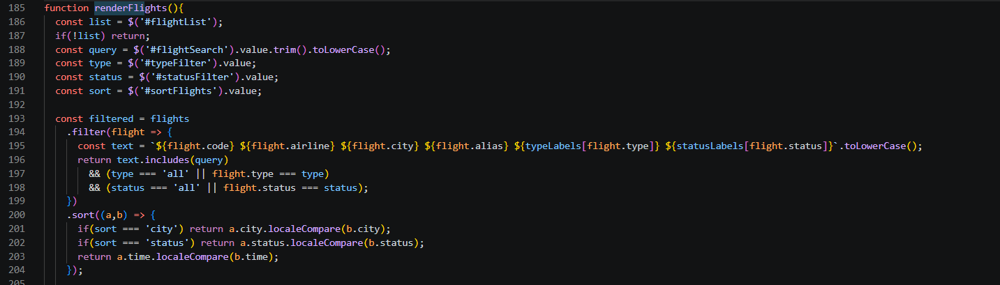 185 function renderFlights(){
186 const list = $('#flightList');
187 if(!list) return;
188 const query = $('#flightSearch').value.trim().toLowerCase();
189 const type = $('#typeFilter').value;
190 const status = $('#statusFilter').value;
191 const sort = $('#sortFlights').value;
192
193 const filtered = flights
194 .filter(flight => {
195 const text = `${flight.code} ${flight.airline} ${flight.city} ${flight.alias} ${typeLabels[flight.type]} ${statusLabels[flight.status]}`.toLowerCase();
196 return text.includes(query)
197 && (type === 'all' || flight.type === type)
198 && (status === 'all' || flight.status === status);
199 })
200 .sort((a,b) => {
201 if(sort === 'city') return a.city.localeCompare(b.city);
202 if(sort === 'status') return a.status.localeCompare(b.status);
203 return a.time.localeCompare(b.time);
204 });
205